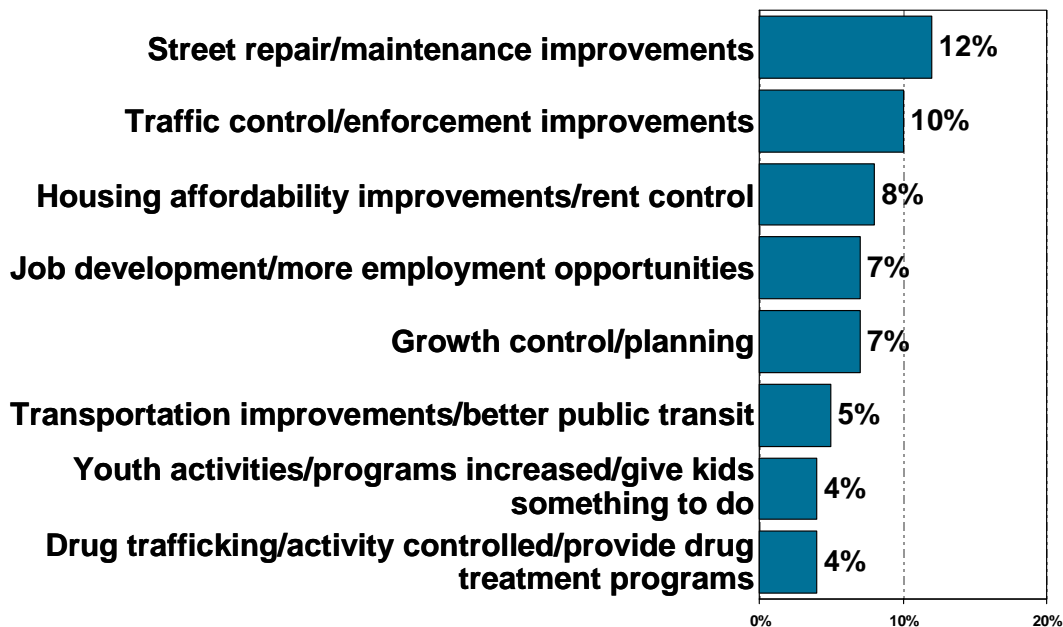 Street repair/maintenance improvements 12%
Traffic control/enforcement improvements 10%
Housing affordability improvements/rent control 8%
Job development/more employment opportunities 7%
Growth control/planning 7%
Transportation improvements/better public transit 5%
Youth activities/programs increased/give kids
something to do 4%
Drug trafficking/activity controlled/provide drug
treatment programs 4%
0% 10% 20%